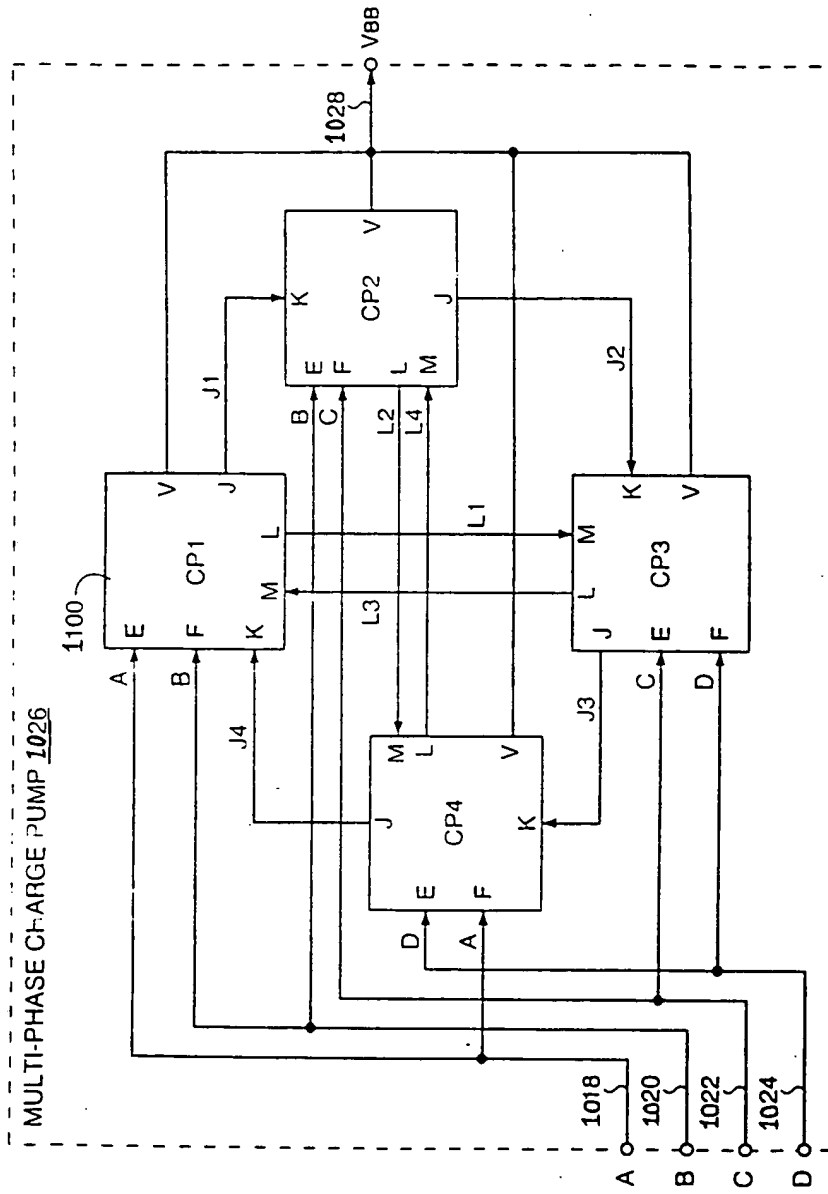 MULTI-PHASE CHARGE PUMP 1026
1100
A
B
J4
E
F
K
CP1
M
L
J
V
J1
K
B
C
E
F
L
M
L2
L4
CP2
V
J
1028
VBB
J2
L3
L1
J
M
L
CP4
D
A
E
F
K
V
J3
J
L
M
K
CP3
C
D
E
F
V
A
1018
B
1020
C
1022
D
1024